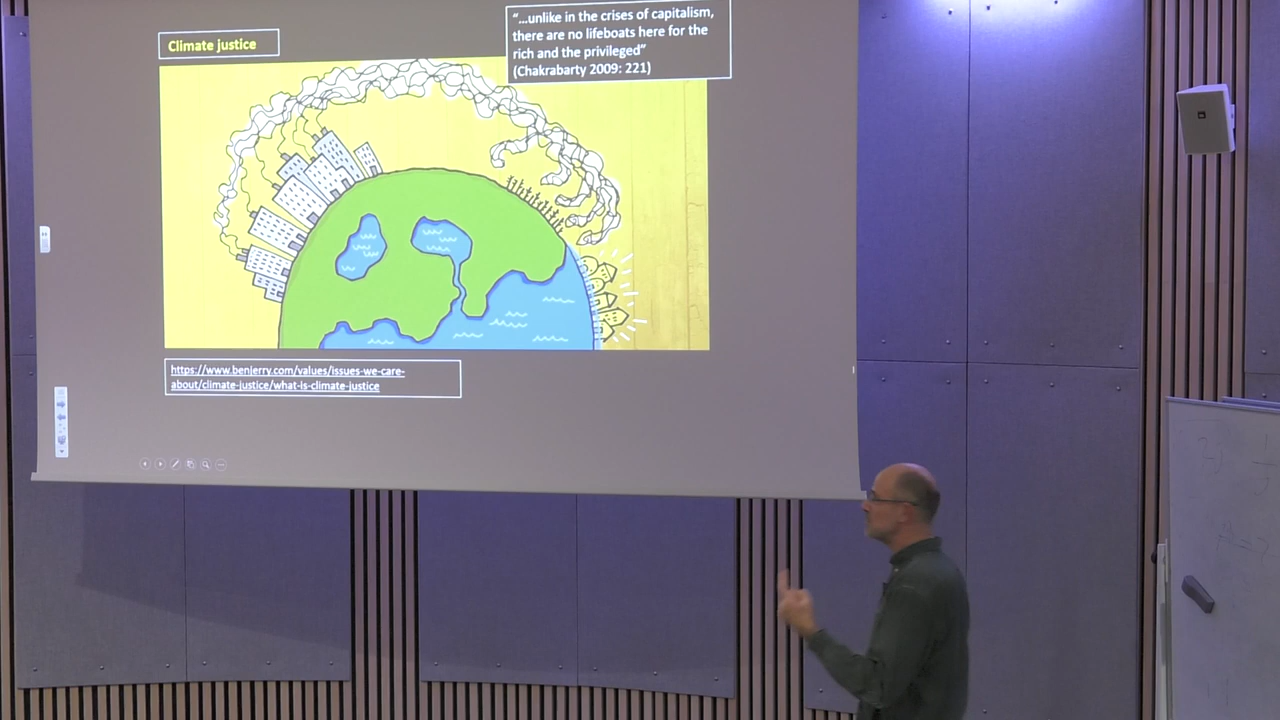 Climate justice
“…unlike in the crises of capitalism,
there are no lifeboats here for the
rich and the privileged”
(Chakrabarty 2009: 221)
https://www.benjerry.com/values/issues-we-care-
about/climate-justice/what-is-climate-justice